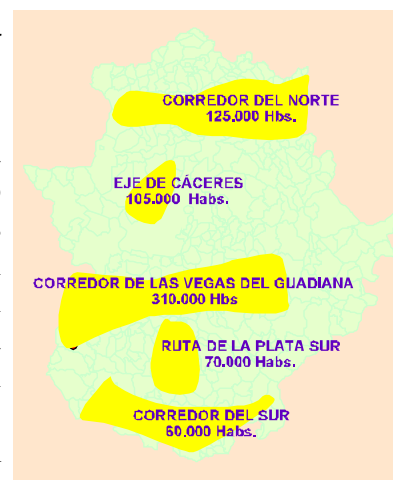 CORREDOR DEL NORTE
125.000 Hbs.
EJE DE CÁCERES
105.000 Habs.
CORREDOR DE LAS VEGAS DEL GUADIANA
310.000 Hbs
RUTA DE LA PLATA SUR
70.000 Habs.
CORREDOR DEL SUR
60.000 Habs.